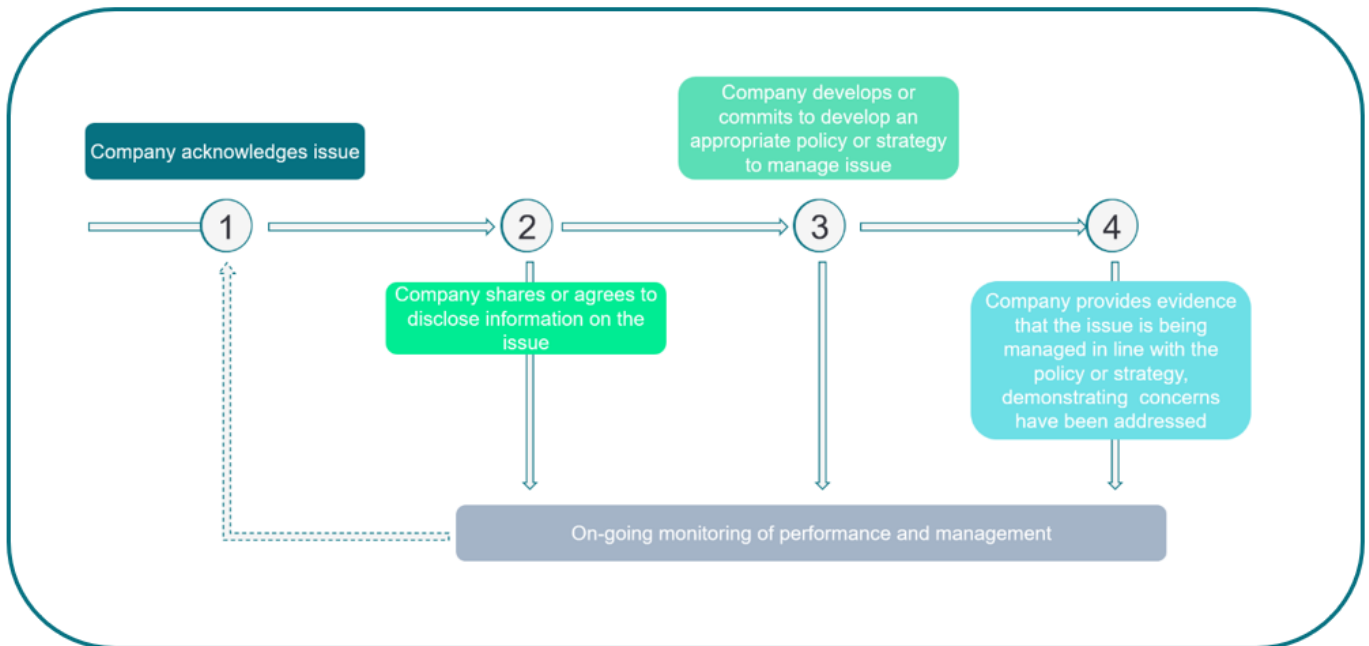 Company acknowledges issue
Company develops or
commits to develop an
appropriate policy or strategy
to manage issue
1
2
3
4
Company shares or agrees to
disclose information on the
issue
Company provides evidence
that the issue is being
managed in line with the
policy or strategy,
demonstrating concerns
have been addressed
On-going monitoring of performance and management